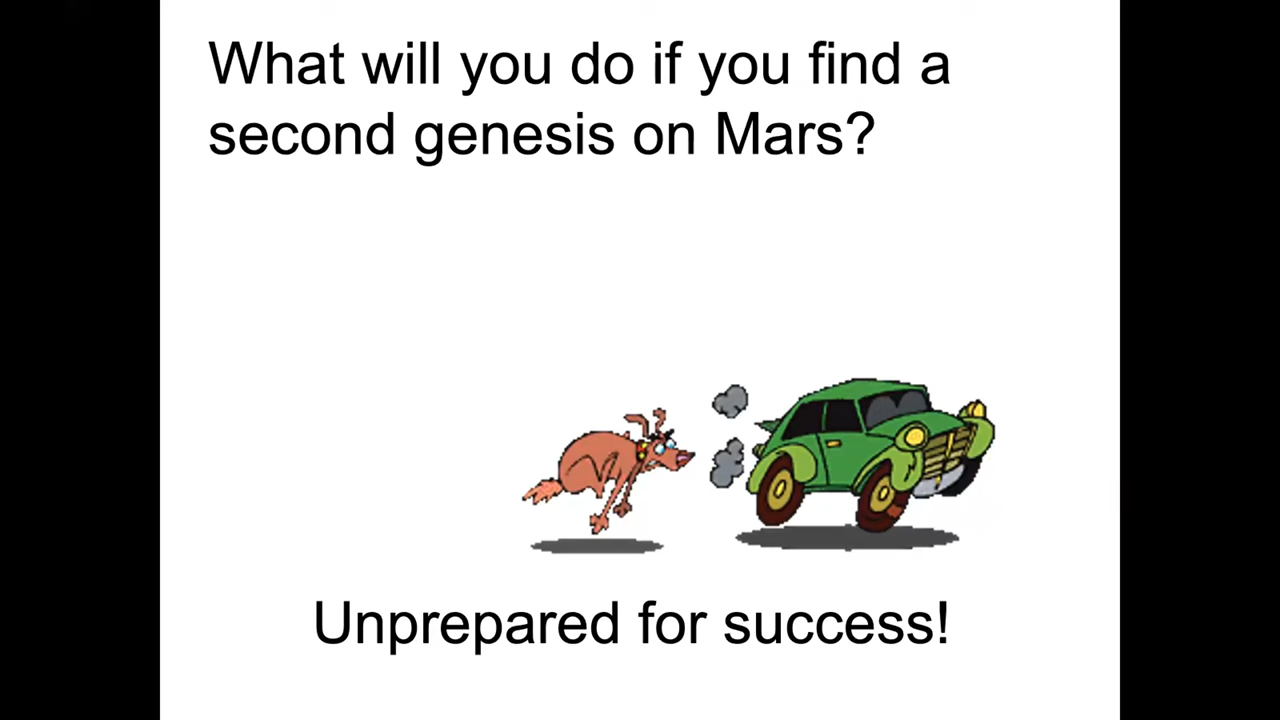 What will you do if you find a
second genesis on Mars?
Unprepared for success!